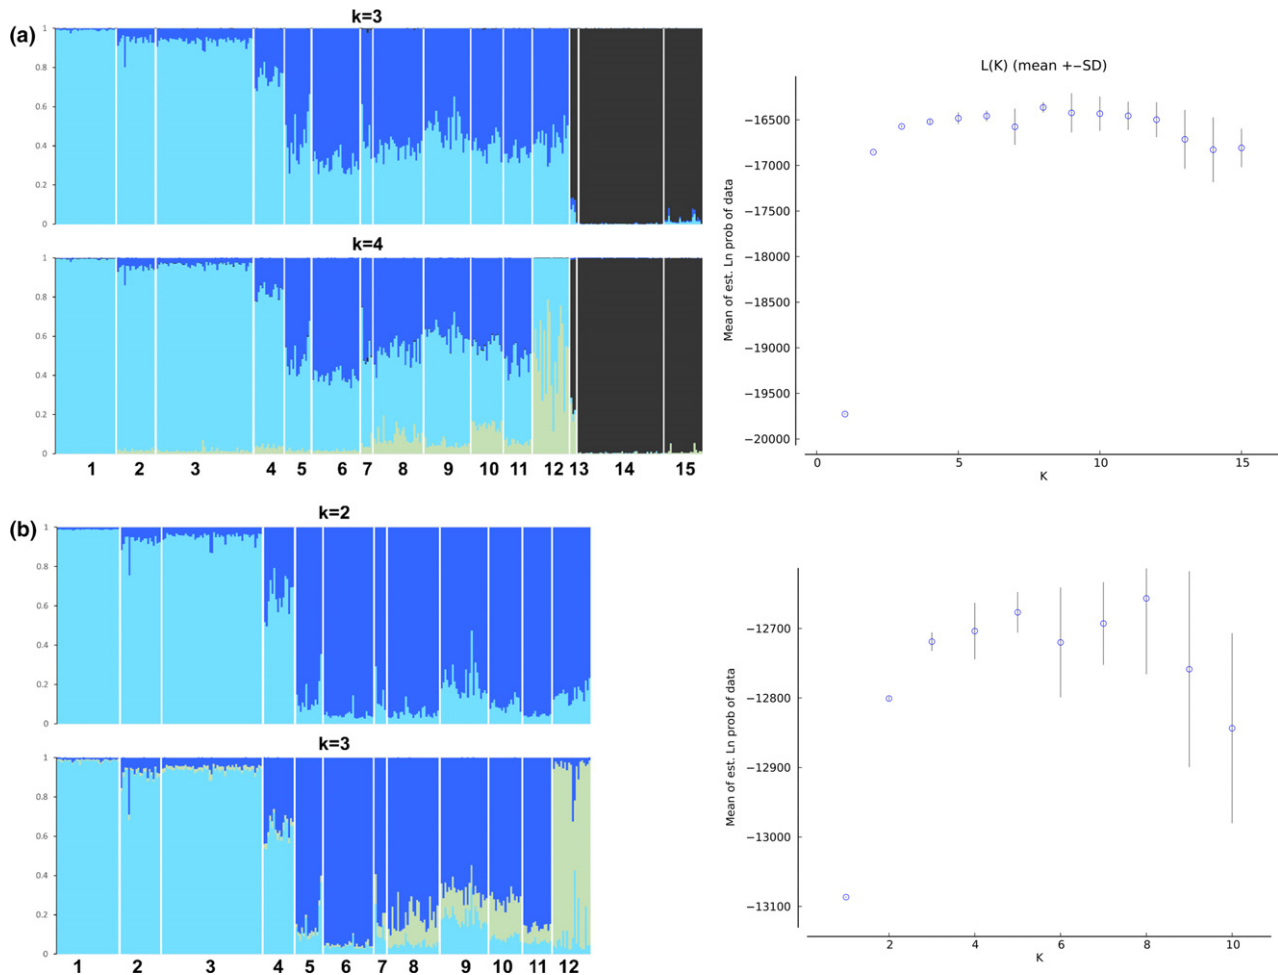 (a)
k=3
1
0.8
0.6
0.4
0.2
0
k=4
1
0.8
0.6
0.4
0.2
0
1 2 3 4 5 6 7 8 9 10 11 12 13 14 15
L(K) (mean +−SD)
Mean of est. Ln prob of data
−16500
−17000
−17500
−18000
−18500
−19000
−19500
−20000
0 5 10 15
K
(b)
k=2
1
0.8
0.6
0.4
0.2
0
k=3
1
0.8
0.6
0.4
0.2
0
1 2 3 4 5 6 7 8 9 10 11 12
Mean of est. Ln prob of data
−12700
−12800
−12900
−13000
−13100
2 4 6 8 10
K